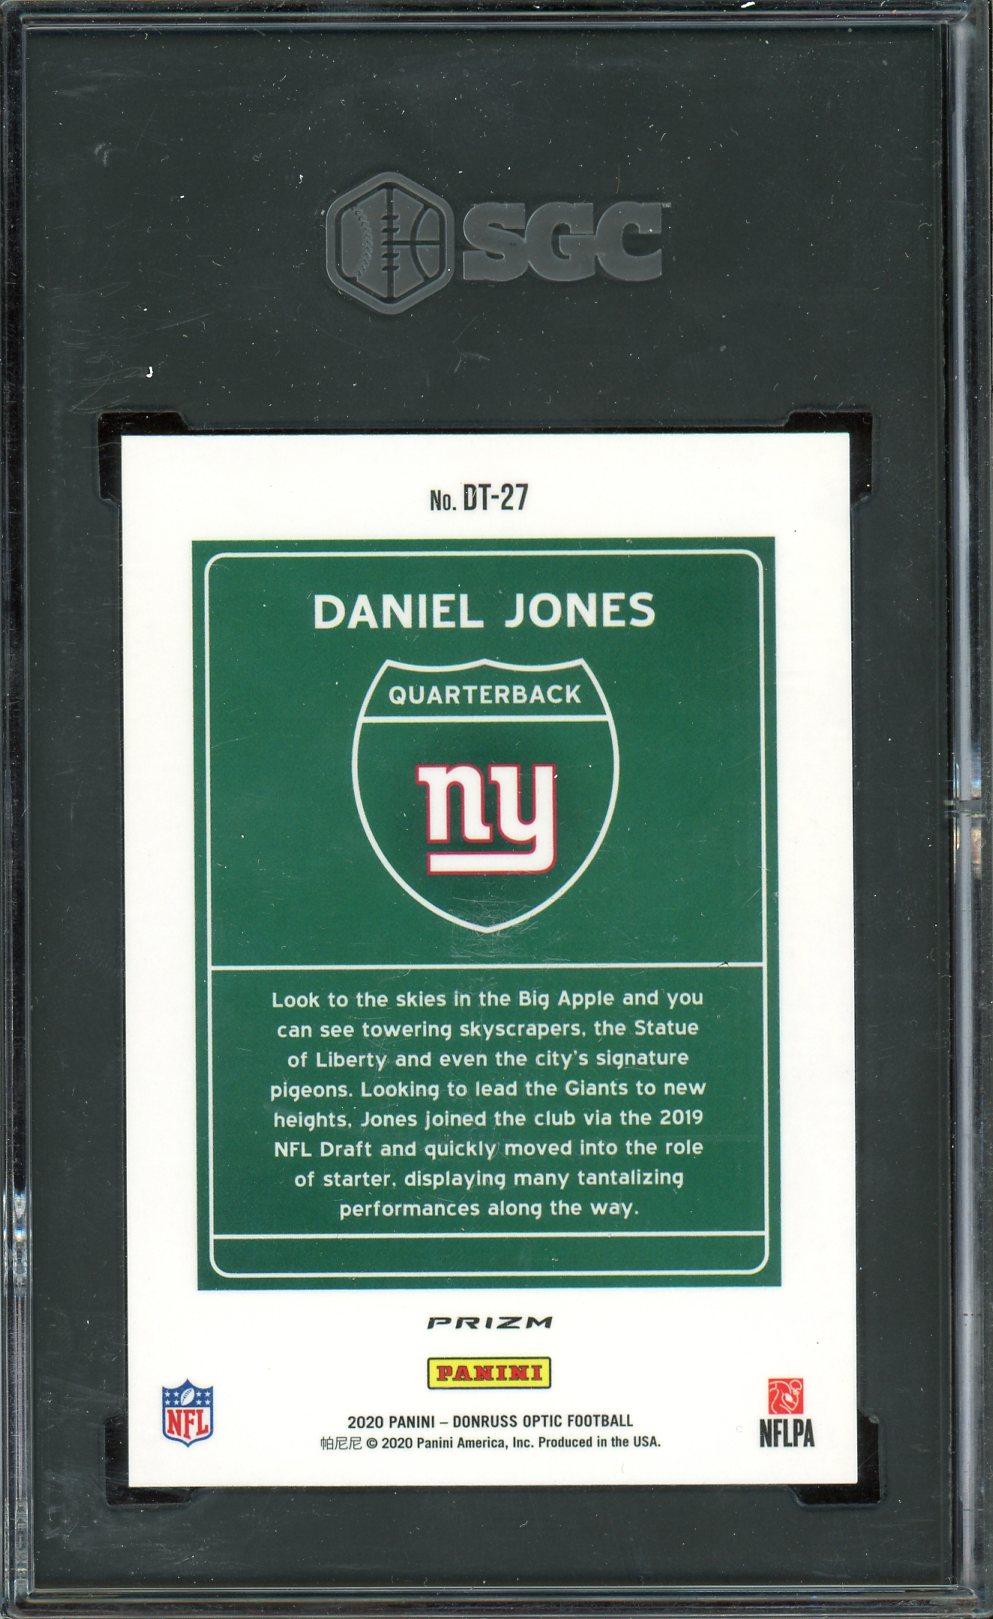 SGC
No. DT-27
DANIEL JONES
QUARTERBACK
ny
Look to the skies in the Big Apple and you
can see towering skyscrapers, the Statue
of Liberty and even the city's signature
pigeons. Looking to lead the Giants to new
heights, Jones joined the club via the 2019
NFL Draft and quickly moved into the role
of starter, displaying many tantalizing
performances along the way.
PRIZM
PANINI
NFL
NFLPA
2020 PANINI – DONRUSS OPTIC FOOTBALL
帕尼尼 © 2020 Panini America, Inc. Produced in the USA.